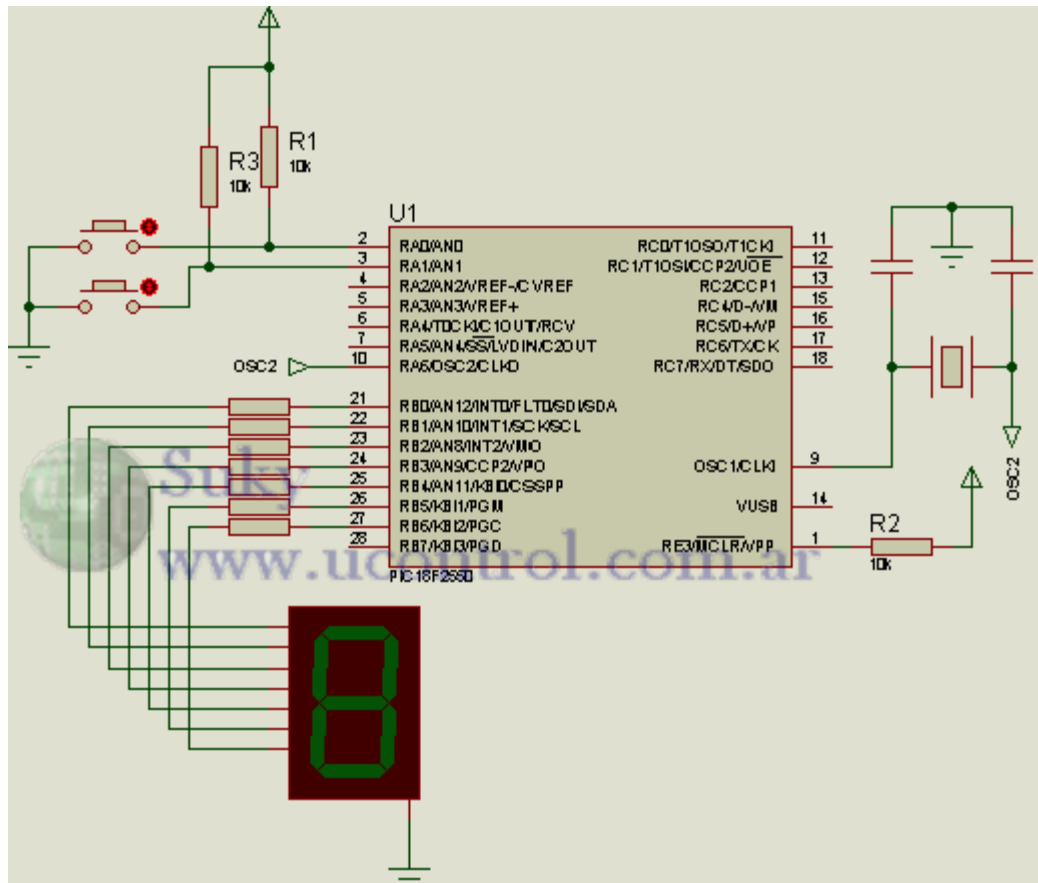 R1
10k
R3
10k
U1
2 RA0/AN0
3 RA1/AN1
4 RA2/AN2/VREF-/CVREF
5 RA3/AN3/VREF+
6 RA4/T0CKI/C1OUT/RCV
7 RA5/AN4/SS/LVDIN/C2OUT
OSC2 10 RA6/OSC2/CLKO
RC0/T1OSO/T1CKI 11
RC1/T1OSI/CCP2/UOE 12
RC2/CCP1 13
RC4/D-/VM 15
RC5/D+/VP 16
RC6/TX/CK 17
RC7/RX/DT/SDO 18
21 RB0/AN12/INT0/FLT0/SDI/SDA
22 RB1/AN10/INT1/SCK/SCL
23 RB2/AN8/INT2/VMO
24 RB3/AN9/CCP2/VPO
25 RB4/AN11/KBI0/CSSPP
26 RB5/KBI1/PGM
27 RB6/KBI2/PGC
28 RB7/KBI3/PGD
OSC1/CLKI 9
VUSB 14
RE3/MCLR/VPP 1
OSC2
R2
10k
PIC18F2550
Suky
www.ucontrol.com.ar